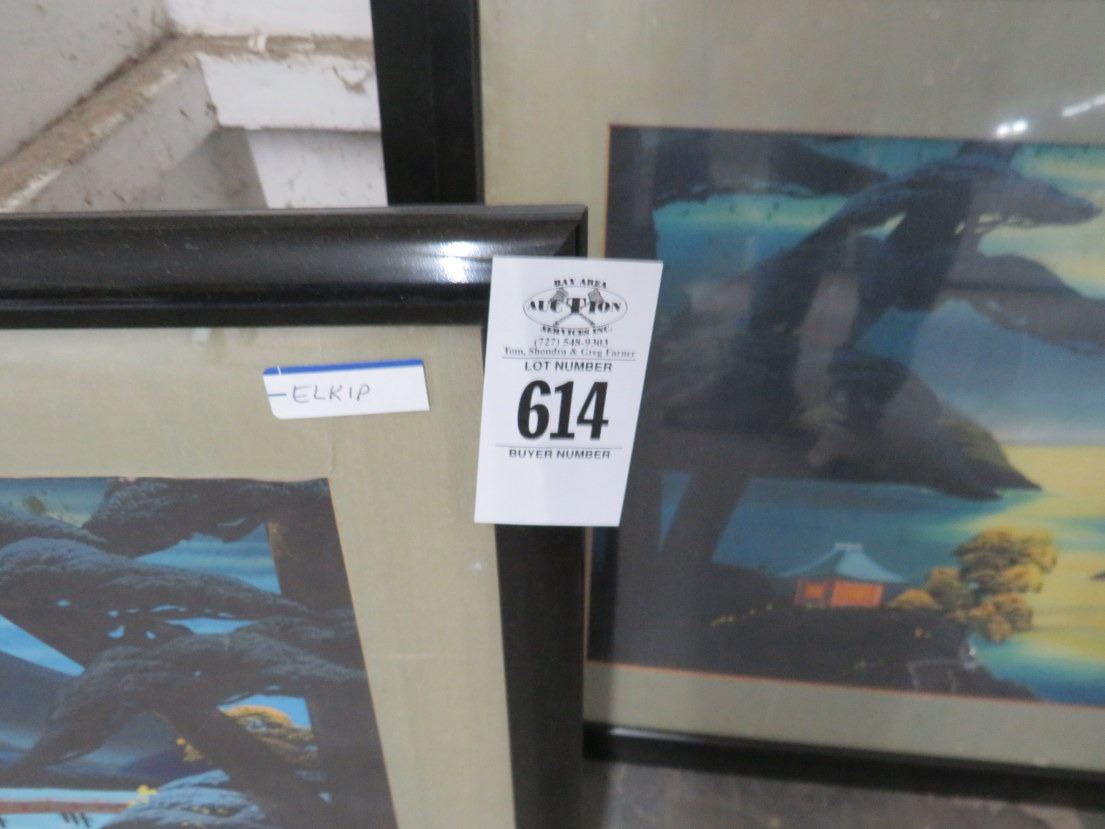 BAY AREA
AUCTION
SERVICES INC.
(727) 548-9303
Tom, Shondra & Greg Farner
LOT NUMBER
614
BUYER NUMBER
-ELKIP